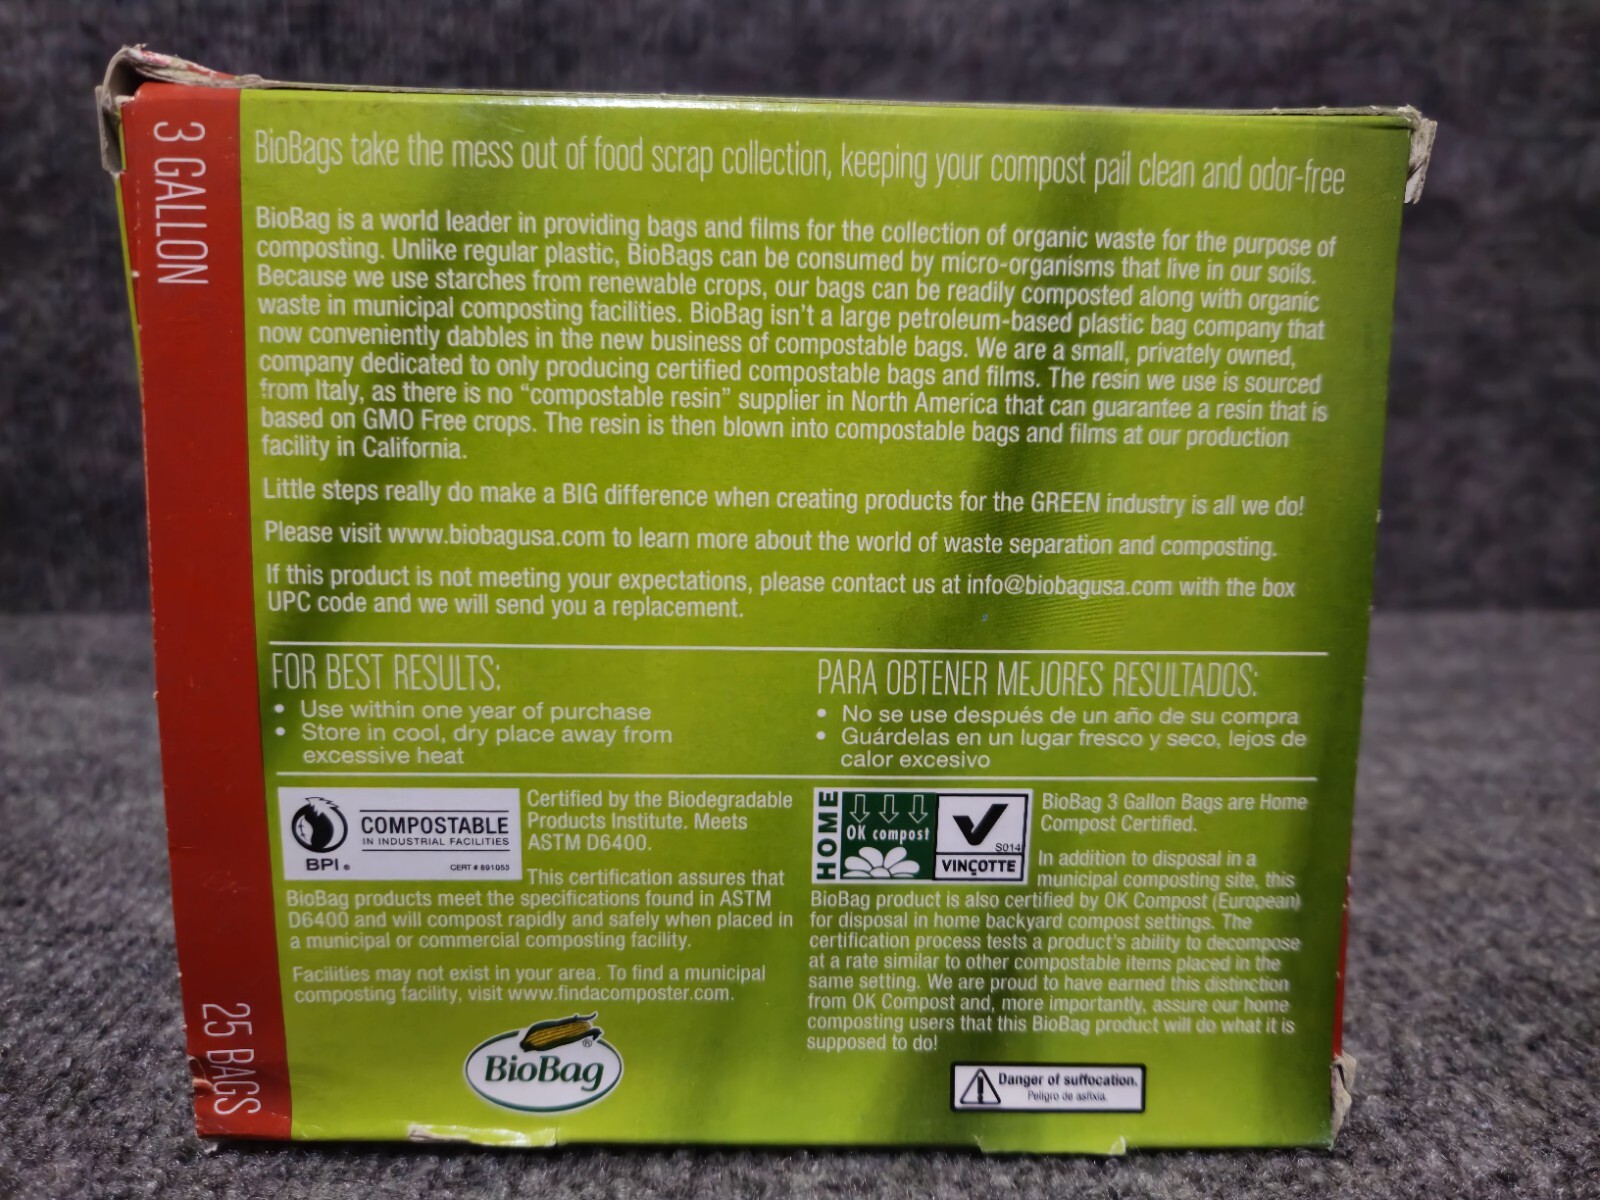 3 GALLON
BioBags take the mess out of food scrap collection, keeping your compost pail clean and odor-free
BioBag is a world leader in providing bags and films for the collection of organic waste for the purpose of
composting. Unlike regular plastic, BioBags can be consumed by micro-organisms that live in our soils.
Because we use starches from renewable crops, our bags can be readily composted along with organic
waste in municipal composting facilities. BioBag isn't a large petroleum-based plastic bag company that
now conveniently dabbles in the new business of compostable bags. We are a small, privately owned,
company dedicated to only producing certified compostable bags and films. The resin we use is sourced
from Italy, as there is no “compostable resin” supplier in North America that can guarantee a resin that is
based on GMO Free crops. The resin is then blown into compostable bags and films at our production
facility in California.
Little steps really do make a BIG difference when creating products for the GREEN industry is all we do!
Please visit www.biobagusa.com to learn more about the world of waste separation and composting.
If this product is not meeting your expectations, please contact us at info@biobagusa.com with the box
UPC code and we will send you a replacement.
FOR BEST RESULTS:
• Use within one year of purchase
• Store in cool, dry place away from
excessive heat
PARA OBTENER MEJORES RESULTADOS:
• No se use después de un año de su compra
• Guárdelas en un lugar fresco y seco, lejos de
calor excesivo
BPI ®
COMPOSTABLE
IN INDUSTRIAL FACILITIES
CERT # 891053
Certified by the Biodegradable
Products Institute. Meets
ASTM D6400.
This certification assures that
BioBag products meet the specifications found in ASTM
D6400 and will compost rapidly and safely when placed in
a municipal or commercial composting facility.
Facilities may not exist in your area. To find a municipal
composting facility, visit www.findacomposter.com.
BioBag ®
HOME
OK compost
S014
VINÇOTTE
BioBag 3 Gallon Bags are Home
Compost Certified.
In addition to disposal in a
municipal composting site, this
BioBag product is also certified by OK Compost (European)
for disposal in home backyard compost settings. The
certification process tests a product's ability to decompose
at a rate similar to other compostable items placed in the
same setting. We are proud to have earned this distinction
from OK Compost and, more importantly, assure our home
composting users that this BioBag product will do what it is
supposed to do!
Danger of suffocation.
Peligro de asfixia.
25 BAGS